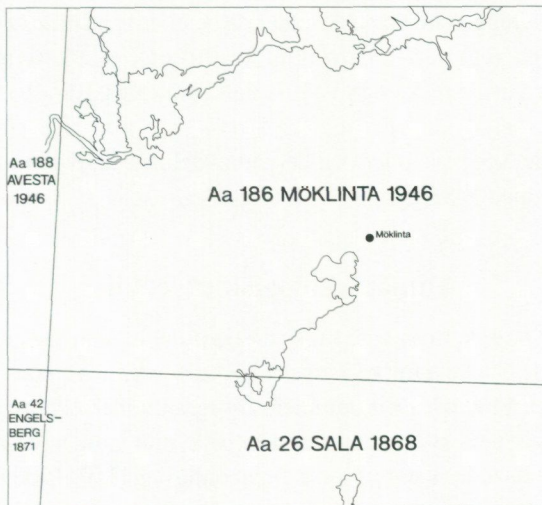 Aa 188
AVESTA
1946
Aa 186 MÖKLINTA 1946
Möklinta
Aa 42
ENGELS-
BERG
1871
Aa 26 SALA 1868